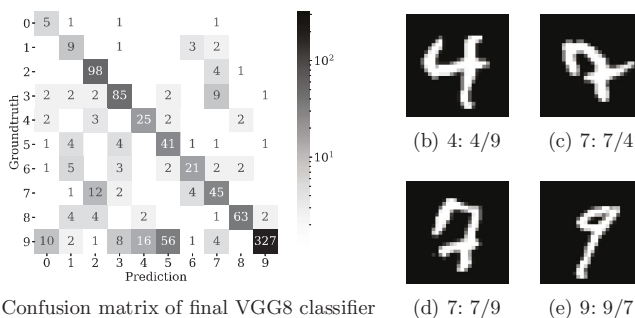 Groundtruth
0 5 1 1 1
1 9 1 3 2
2 98 4 1
3 2 2 2 85 2 9 1
4 2 3 25 2 2
5 1 4 4 41 1 1 1
6 1 5 3 2 21 2 2
7 1 12 2 4 45
8 4 4 2 1 63 2
9 10 2 1 8 16 56 1 4 327
0 1 2 3 4 5 6 7 8 9
Prediction
10²
10¹
Confusion matrix of final VGG8 classifier
4
(b) 4: 4/9
7
(c) 7: 7/4
7
(d) 7: 7/9
9
(e) 9: 9/7